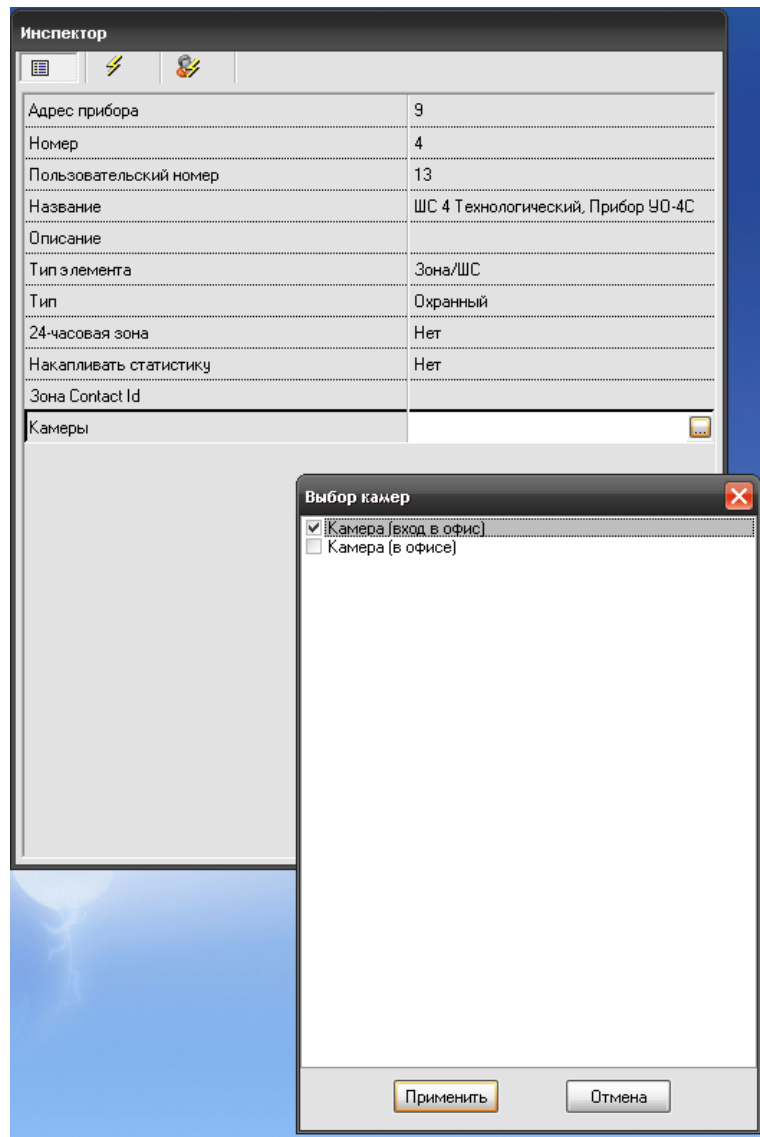 Инспектор
Адрес прибора 9
Номер 4
Пользовательский номер 13
Название ШС 4 Технологический, Прибор УО-4С
Описание
Тип элемента Зона/ШС
Тип Охранный
24-часовая зона Нет
Накапливать статистику Нет
Зона Contact Id
Камеры ...
Выбор камер
Камера (вход в офис)
Камера (в офисе)
Применить Отмена